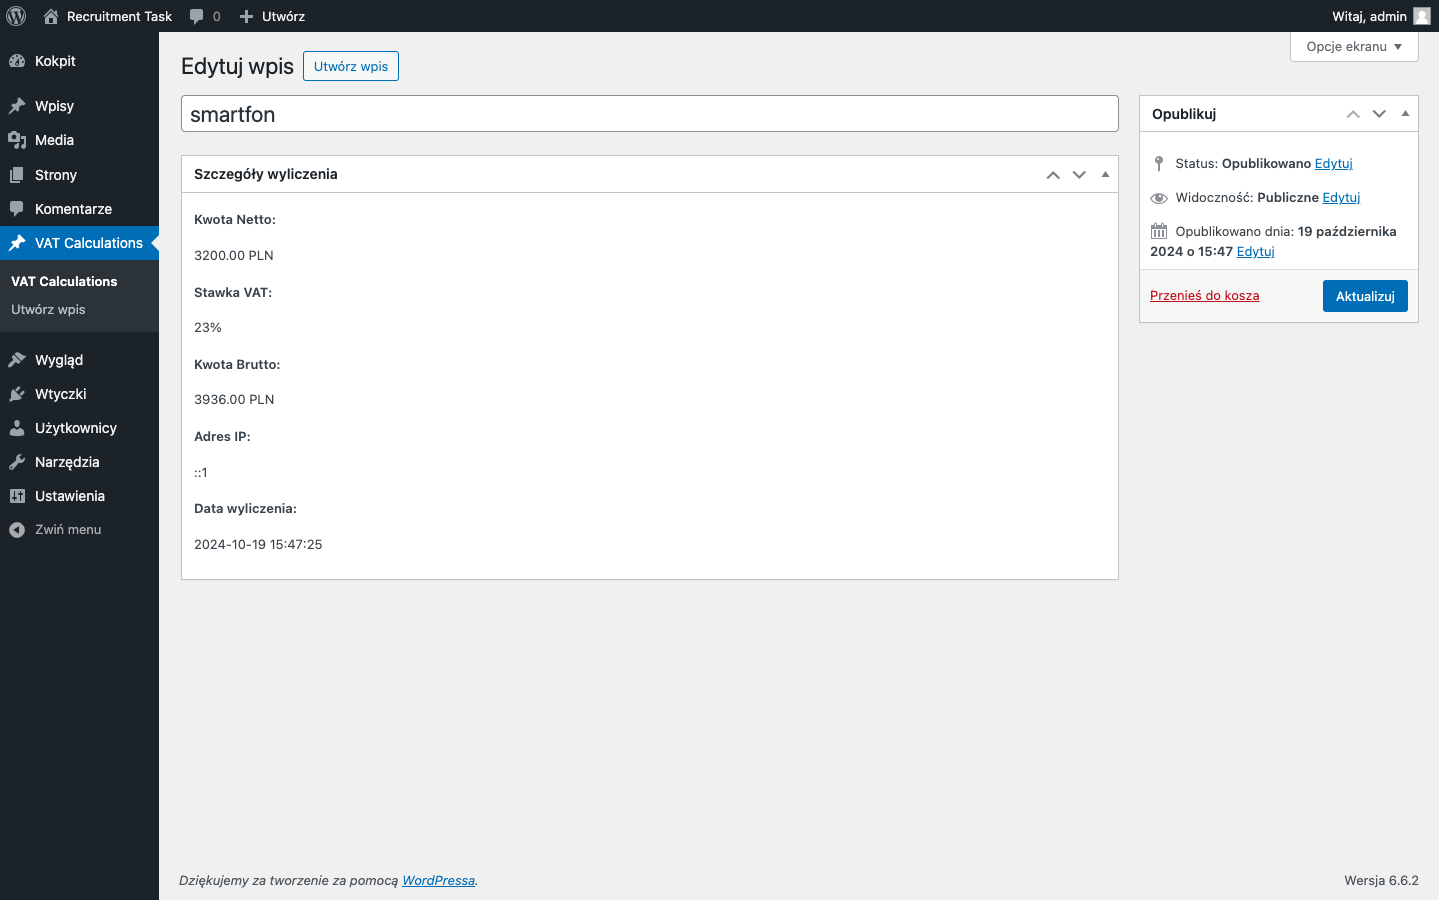 Recruitment Task
0
Utwórz
Witaj, admin
Kokpit
Wpisy
Media
Strony
Komentarze
VAT Calculations
VAT Calculations
Utwórz wpis
Wygląd
Wtyczki
Użytkownicy
Narzędzia
Ustawienia
Zwiń menu
Opcje ekranu
Edytuj wpis
Utwórz wpis
smartfon
Szczegóły wyliczenia
Kwota Netto:
3200.00 PLN
Stawka VAT:
23%
Kwota Brutto:
3936.00 PLN
Adres IP:
::1
Data wyliczenia:
2024-10-19 15:47:25
Opublikuj
Status: Opublikowano Edytuj
Widoczność: Publiczne Edytuj
Opublikowano dnia: 19 października
2024 o 15:47 Edytuj
Przenieś do kosza
Aktualizuj
Dziękujemy za tworzenie za pomocą WordPressa.
Wersja 6.6.2